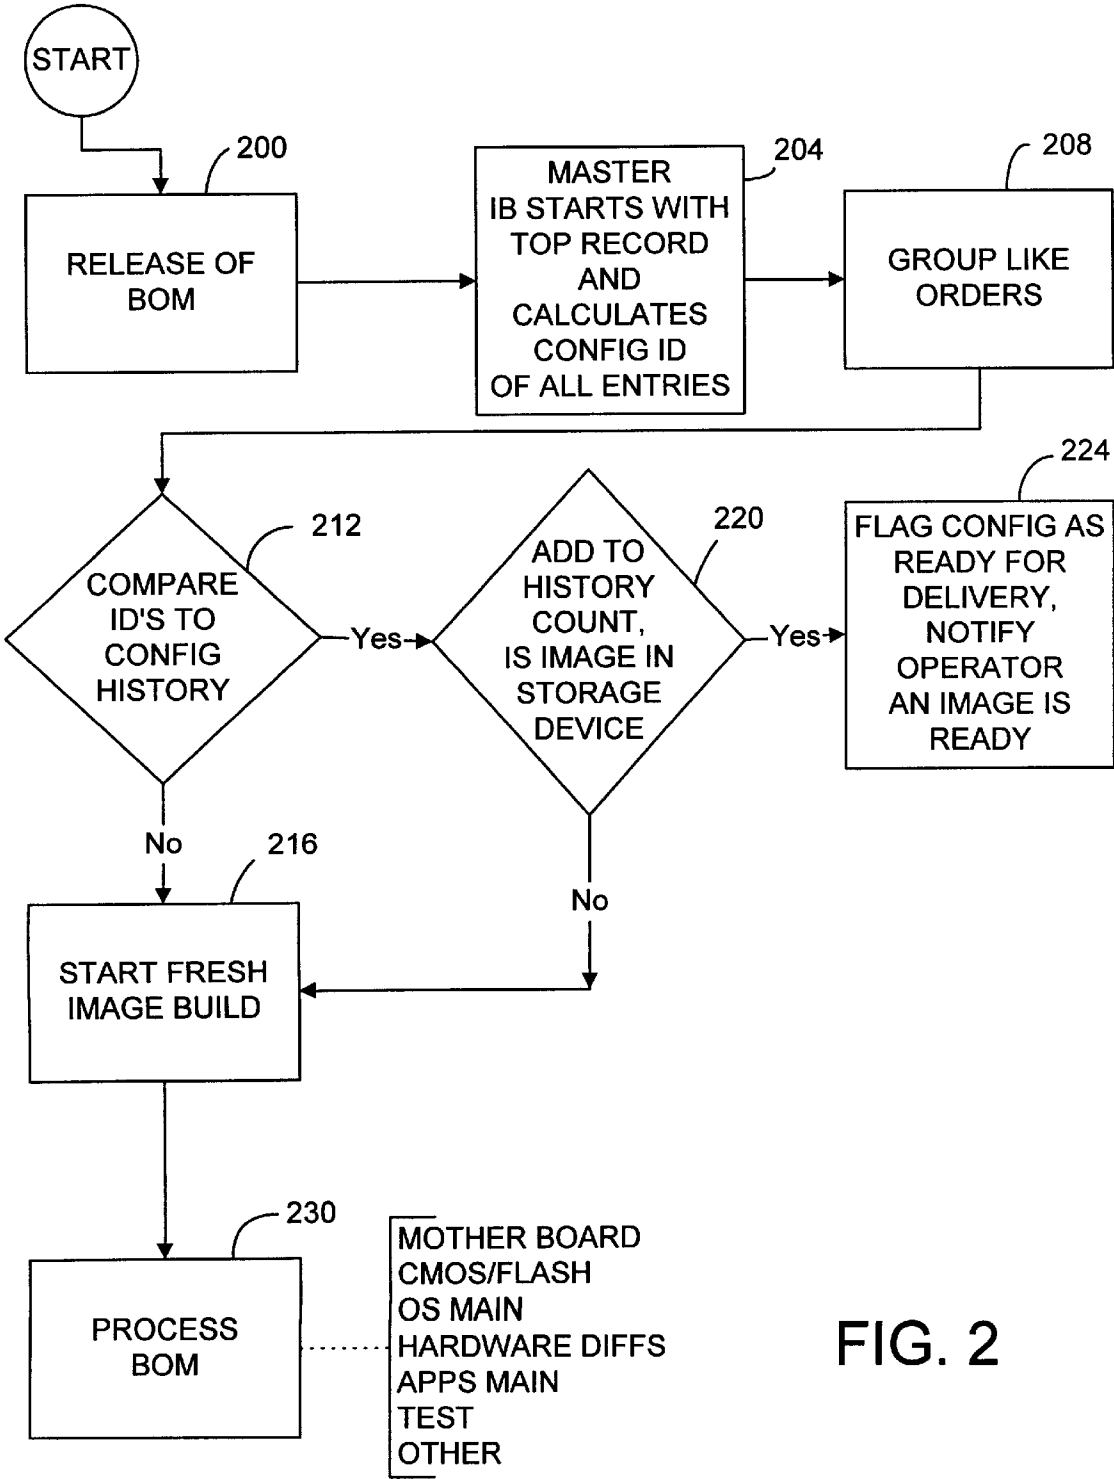 START
200
RELEASE OF
BOM
204
MASTER
IB STARTS WITH
TOP RECORD
AND
CALCULATES
CONFIG ID
OF ALL ENTRIES
208
GROUP LIKE
ORDERS
212
COMPARE
ID'S TO
CONFIG
HISTORY
Yes
No
220
ADD TO
HISTORY
COUNT,
IS IMAGE IN
STORAGE
DEVICE
Yes
No
224
FLAG CONFIG AS
READY FOR
DELIVERY,
NOTIFY
OPERATOR
AN IMAGE IS
READY
216
START FRESH
IMAGE BUILD
230
PROCESS
BOM
MOTHER BOARD
CMOS/FLASH
OS MAIN
HARDWARE DIFFS
APPS MAIN
TEST
OTHER
FIG. 2